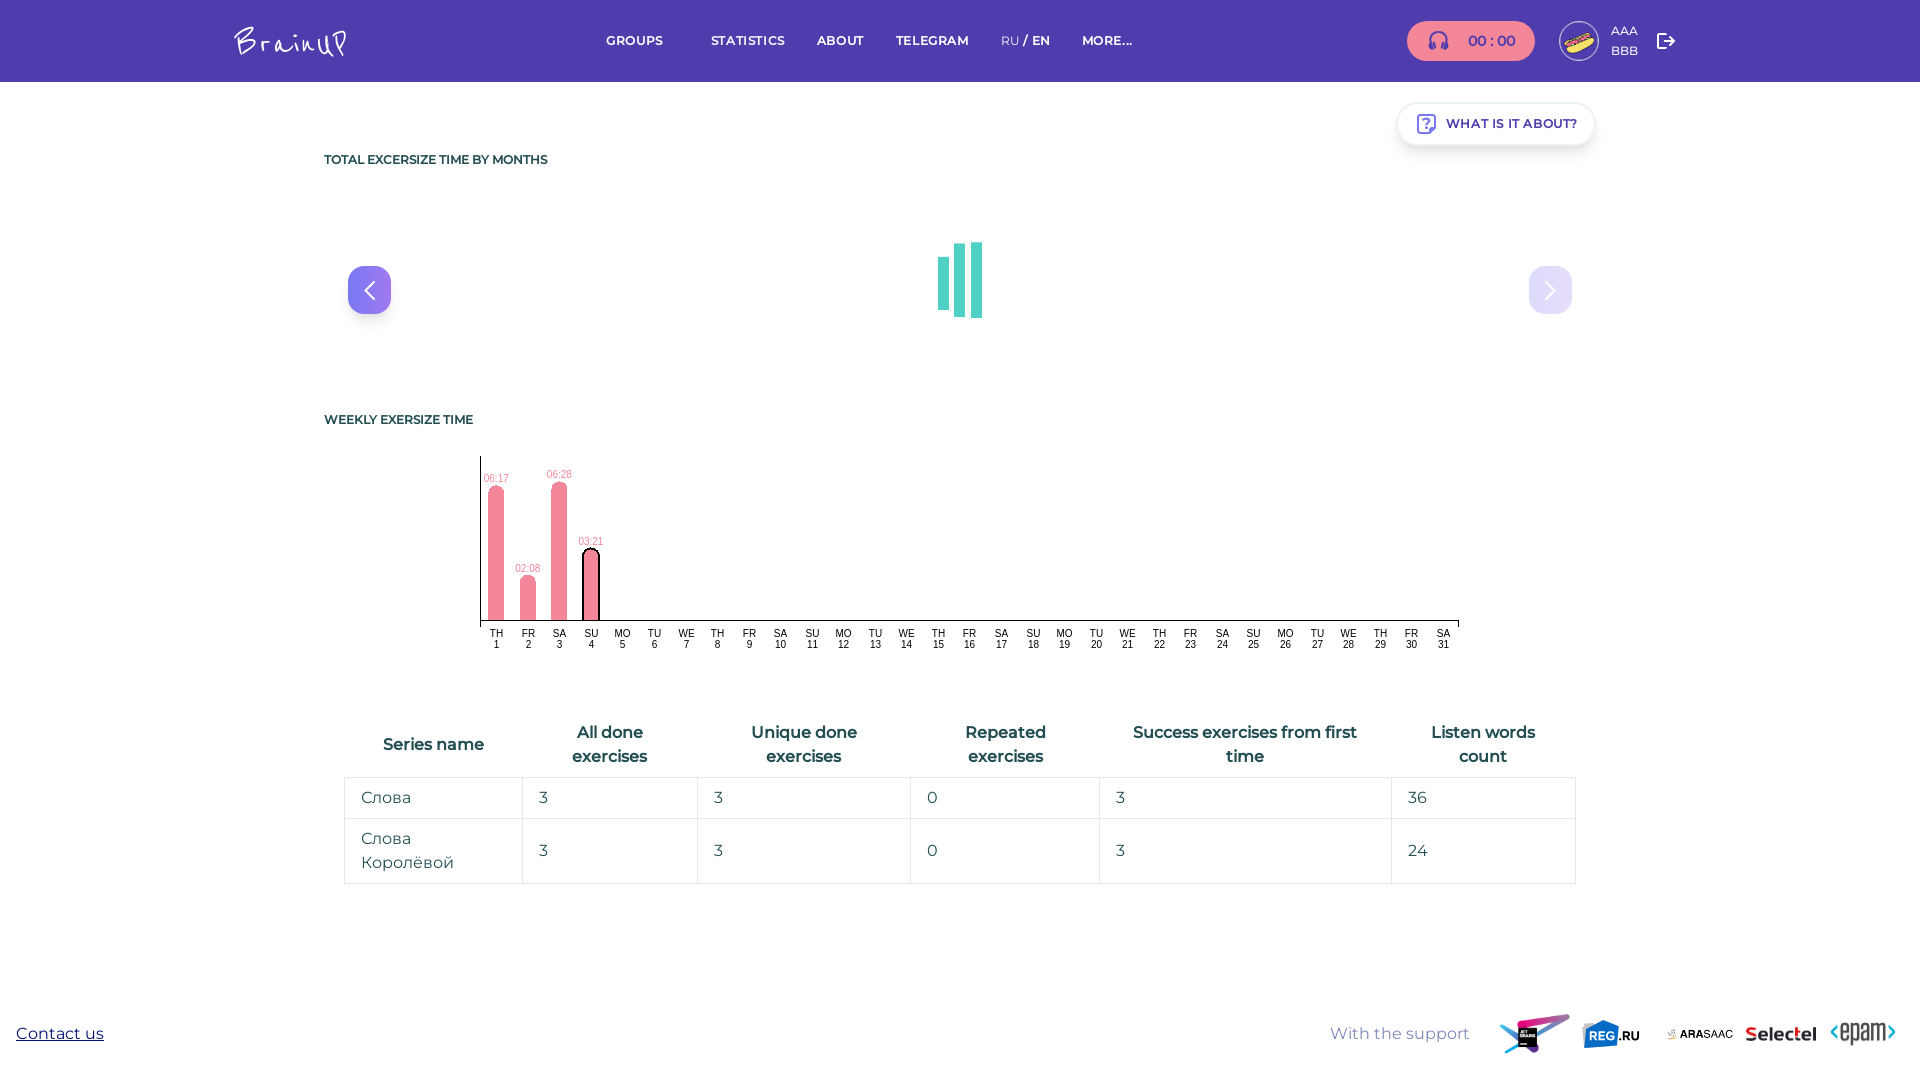 BrainUP
GROUPS
STATISTICS
ABOUT
TELEGRAM
RU / EN
MORE...
00 : 00
AAA
BBB
WHAT IS IT ABOUT?
TOTAL EXCERSIZE TIME BY MONTHS
WEEKLY EXERSIZE TIME
06:17
02:08
06:28
03:21
TH FR SA SU MO TU WE TH FR SA SU MO TU WE TH FR SA SU MO TU WE TH FR SA SU MO TU WE TH FR SA
1 2 3 4 5 6 7 8 9 10 11 12 13 14 15 16 17 18 19 20 21 22 23 24 25 26 27 28 29 30 31
Series name
All done
exercises
Unique done
exercises
Repeated
exercises
Success exercises from first
time
Listen words
count
Слова 3 3 0 3 36
Слова
Королёвой
3 3 0 3 24
Contact us
With the support
REG.RU
ARASAAC
Selectel
<epam>